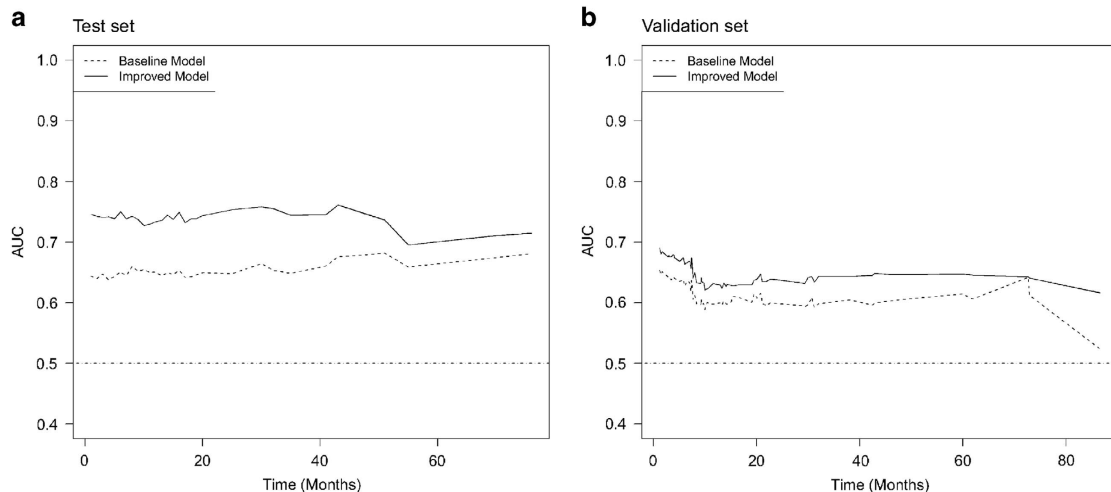 a
Test set
Baseline Model
Improved Model
1.0
0.9
0.8
0.7
0.6
0.5
0.4
AUC
0 20 40 60
Time (Months)
b
Validation set
Baseline Model
Improved Model
1.0
0.9
0.8
0.7
0.6
0.5
0.4
AUC
0 20 40 60 80
Time (Months)